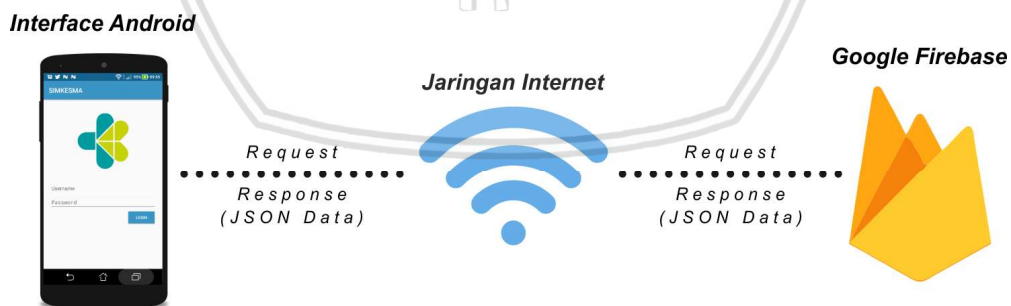 Interface Android
SIMKESMA
Username
Password
LOGIN
Request
Response
(JSON Data)
Jaringan Internet
Request
Response
(JSON Data)
Google Firebase